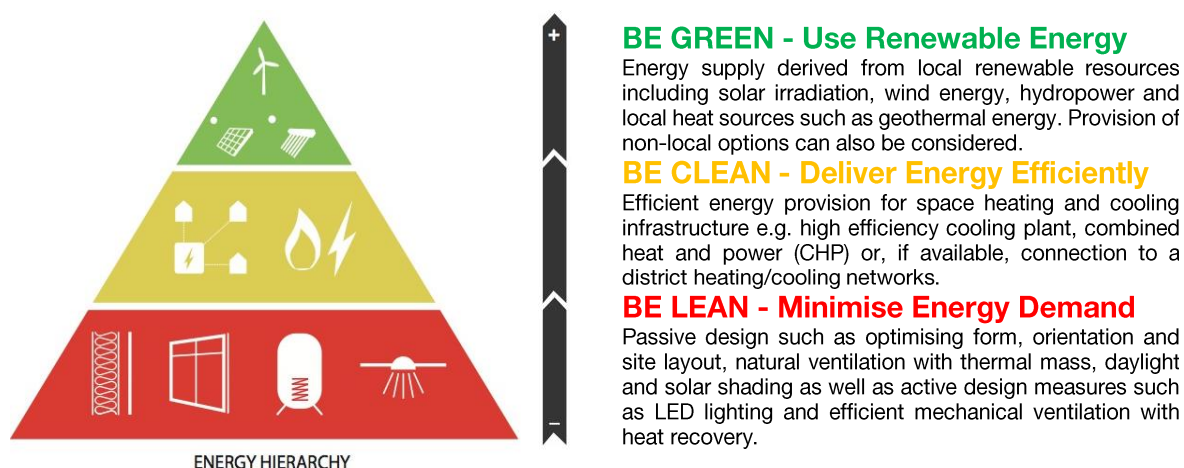 ENERGY HIERARCHY
+
–
BE GREEN - Use Renewable Energy
Energy supply derived from local renewable resources
including solar irradiation, wind energy, hydropower and
local heat sources such as geothermal energy. Provision of
non-local options can also be considered.
BE CLEAN - Deliver Energy Efficiently
Efficient energy provision for space heating and cooling
infrastructure e.g. high efficiency cooling plant, combined
heat and power (CHP) or, if available, connection to a
district heating/cooling networks.
BE LEAN - Minimise Energy Demand
Passive design such as optimising form, orientation and
site layout, natural ventilation with thermal mass, daylight
and solar shading as well as active design measures such
as LED lighting and efficient mechanical ventilation with
heat recovery.